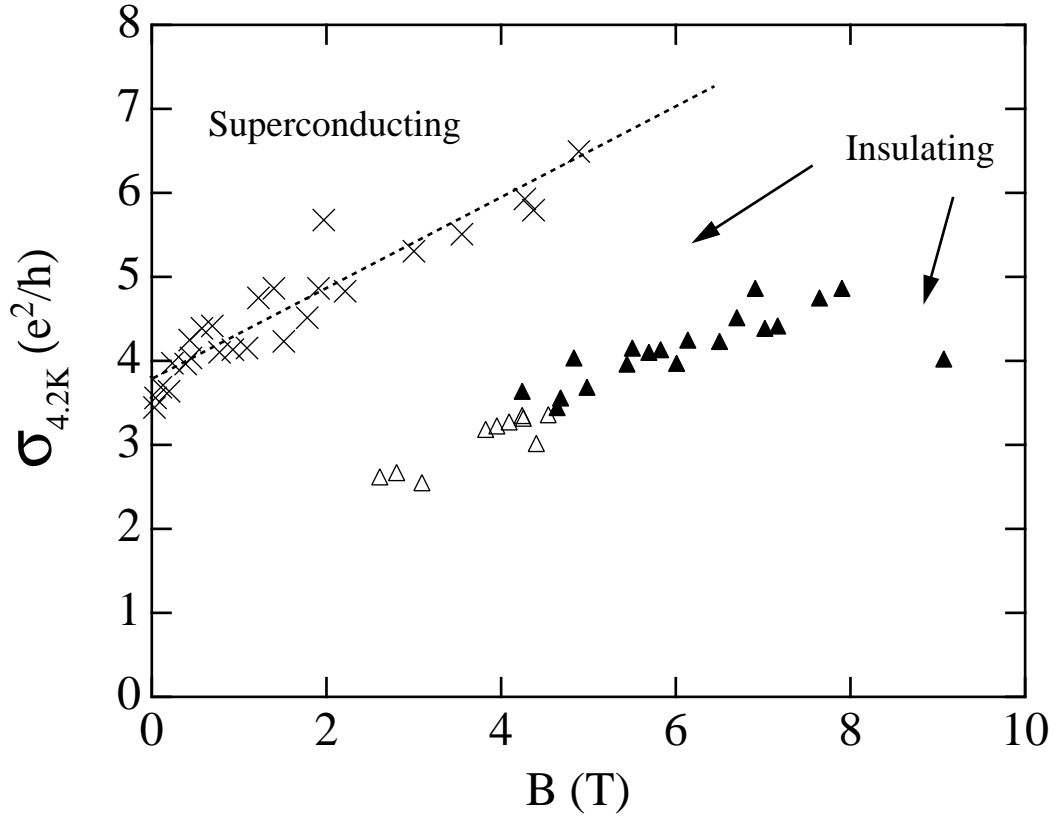 8
7
6
5
4
3
2
1
0
σ4.2K (e2/h)
Superconducting
Insulating
0 2 4 6 8 10
B (T)